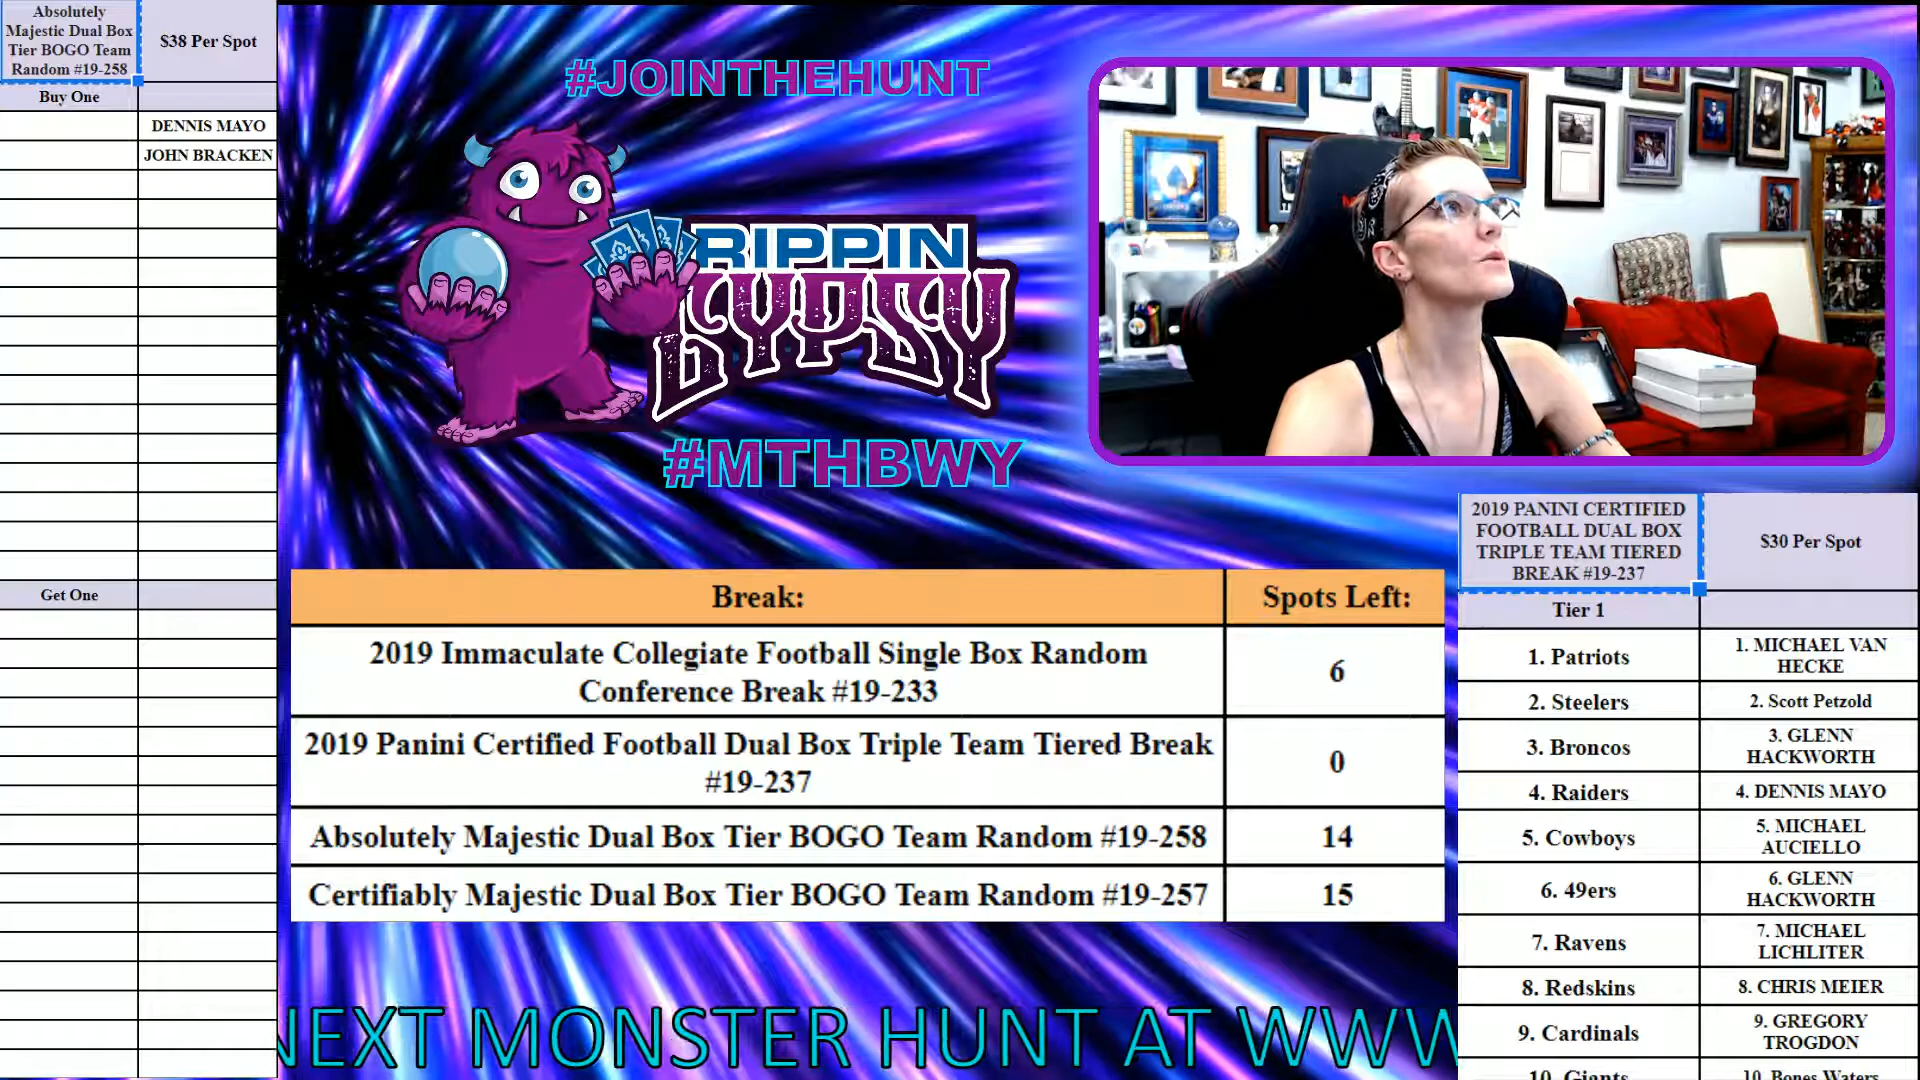 Absolutely
Majestic Dual Box
Tier BOGO Team
Random #19-258
$38 Per Spot
Buy One
DENNIS MAYO
JOHN BRACKEN
Get One
#JOINTHEHUNT
RIPPIN
GYPSY
#MTHBWY
Break:
Spots Left:
2019 Immaculate Collegiate Football Single Box Random
Conference Break #19-233
6
2019 Panini Certified Football Dual Box Triple Team Tiered Break
#19-237
0
Absolutely Majestic Dual Box Tier BOGO Team Random #19-258
14
Certifiably Majestic Dual Box Tier BOGO Team Random #19-257
15
NEXT MONSTER HUNT AT WWW
2019 PANINI CERTIFIED
FOOTBALL DUAL BOX
TRIPLE TEAM TIERED
BREAK #19-237
$30 Per Spot
Tier 1
1. Patriots
1. MICHAEL VAN
HECKE
2. Steelers
2. Scott Petzold
3. Broncos
3. GLENN
HACKWORTH
4. Raiders
4. DENNIS MAYO
5. Cowboys
5. MICHAEL
AUCIELLO
6. 49ers
6. GLENN
HACKWORTH
7. Ravens
7. MICHAEL
LICHLITER
8. Redskins
8. CHRIS MEIER
9. Cardinals
9. GREGORY
TROGDON
10. Giants
10. Bones Waters